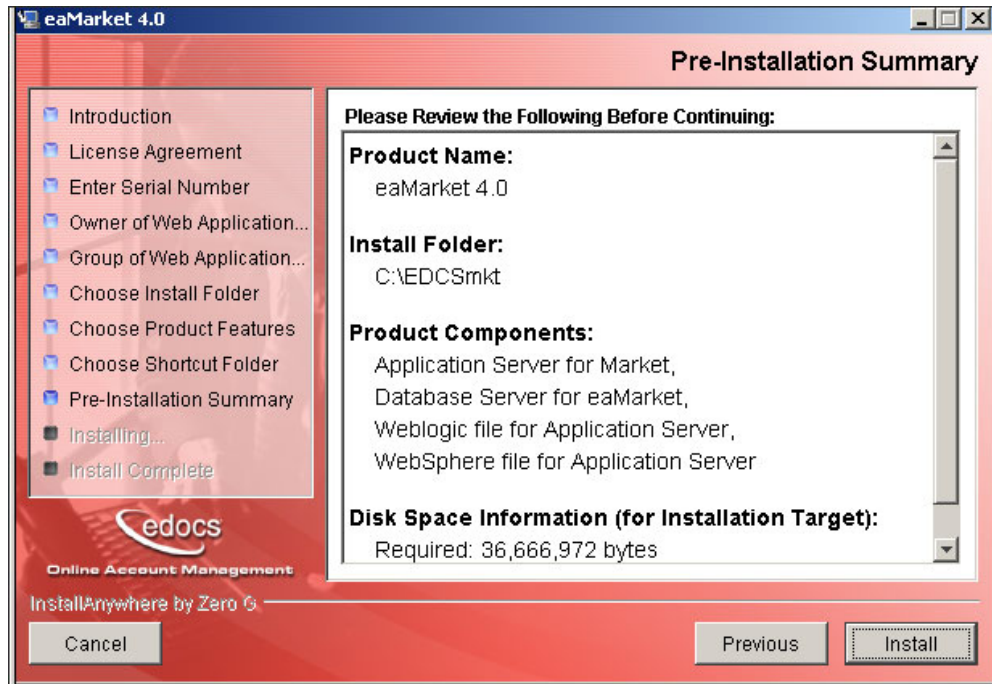 eaMarket 4.0
Pre-Installation Summary
Introduction
License Agreement
Enter Serial Number
Owner of Web Application...
Group of Web Application...
Choose Install Folder
Choose Product Features
Choose Shortcut Folder
Pre-Installation Summary
Installing...
Install Complete
edocs
Online Account Management
Please Review the Following Before Continuing:
Product Name:
eaMarket 4.0
Install Folder:
C:\EDCSmkt
Product Components:
Application Server for Market,
Database Server for eaMarket,
Weblogic file for Application Server,
WebSphere file for Application Server
Disk Space Information (for Installation Target):
Required: 36,666,972 bytes
InstallAnywhere by Zero G
Cancel
Previous
Install